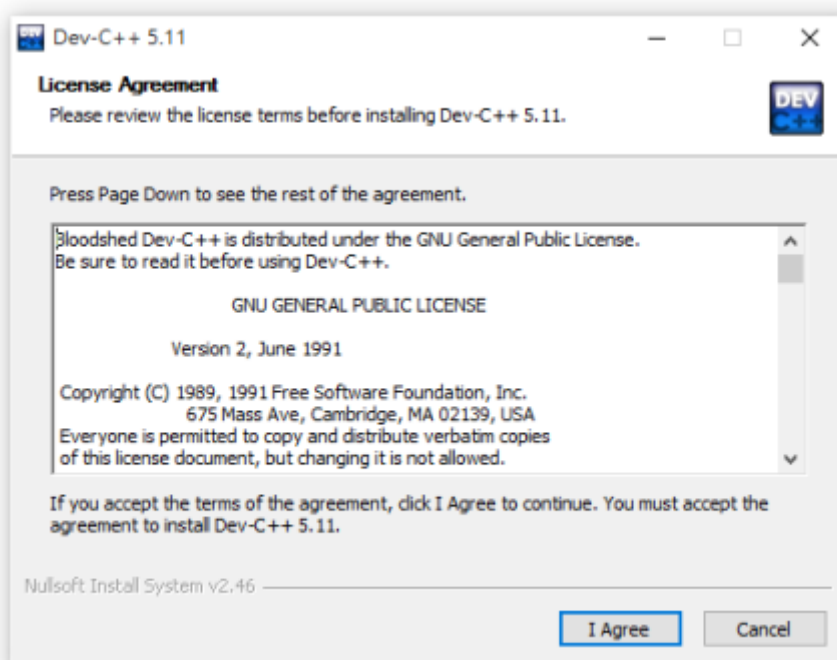 Dev-C++ 5.11
License Agreement
Please review the license terms before installing Dev-C++ 5.11.
DEV
C++
Press Page Down to see the rest of the agreement.
Bloodshed Dev-C++ is distributed under the GNU General Public License.
Be sure to read it before using Dev-C++.
GNU GENERAL PUBLIC LICENSE
Version 2, June 1991
Copyright (C) 1989, 1991 Free Software Foundation, Inc.
675 Mass Ave, Cambridge, MA 02139, USA
Everyone is permitted to copy and distribute verbatim copies
of this license document, but changing it is not allowed.
If you accept the terms of the agreement, click I Agree to continue. You must accept the
agreement to install Dev-C++ 5.11.
Nullsoft Install System v2.46
I Agree
Cancel